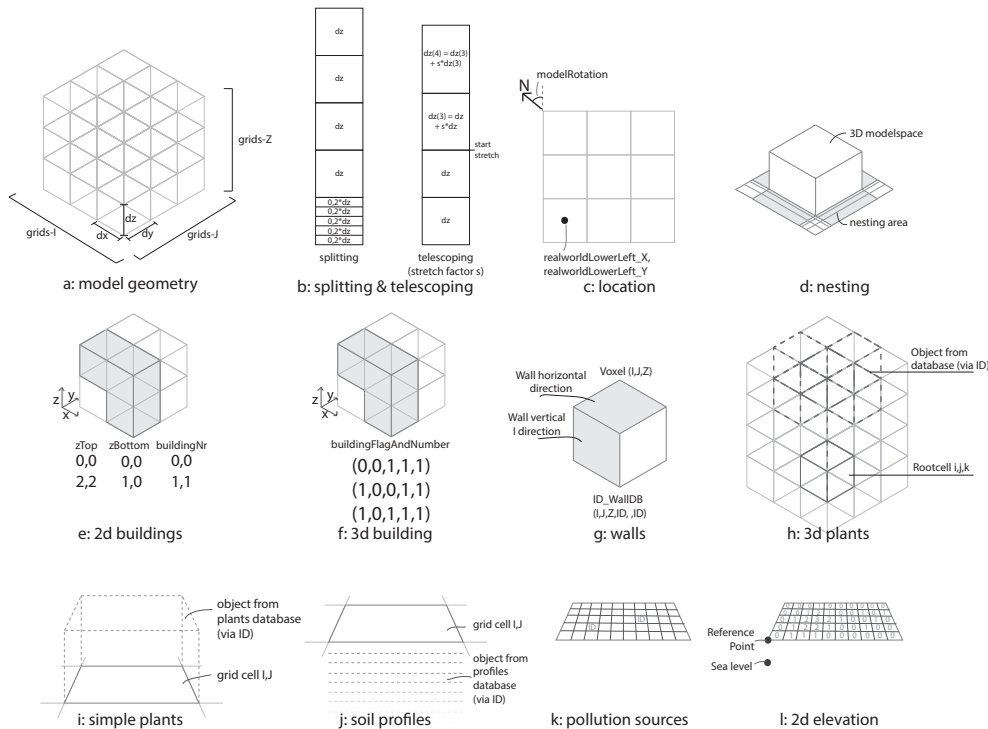 grids-Z
dz
dx
dy
grids-I
grids-J
a: model geometry
dz
dz
dz
dz
0,2*dz
0,2*dz
0,2*dz
0,2*dz
0,2*dz
splitting
dz(4) = dz(3)
+ s*dz(3)
dz(3) = dz
+ s*dz
start
stretch
dz
dz
telescoping
(stretch factor s)
b: splitting & telescoping
modelRotation
N
realworldLowerLeft_X,
realworldLowerLeft_Y
c: location
3D modelspace
nesting area
d: nesting
z
y
x
zTop zBottom buildingNr
0,0 0,0 0,0
2,2 1,0 1,1
e: 2d buildings
z
y
x
buildingFlagAndNumber
(0,0,1,1,1)
(1,0,0,1,1)
(1,0,1,1,1)
f: 3d building
Wall horizontal
direction
Voxel (I,J,Z)
Wall vertical
I direction
ID_WallDB
(I,J,Z,ID, ,ID)
g: walls
Object from
database (via ID)
Rootcell i,j,k
h: 3d plants
object from
plants database
(via ID)
grid cell I,J
i: simple plants
grid cell I,J
object from
profiles
database
(via ID)
j: soil profiles
ID
ID
k: pollution sources
Reference
Point
Sea level
l: 2d elevation